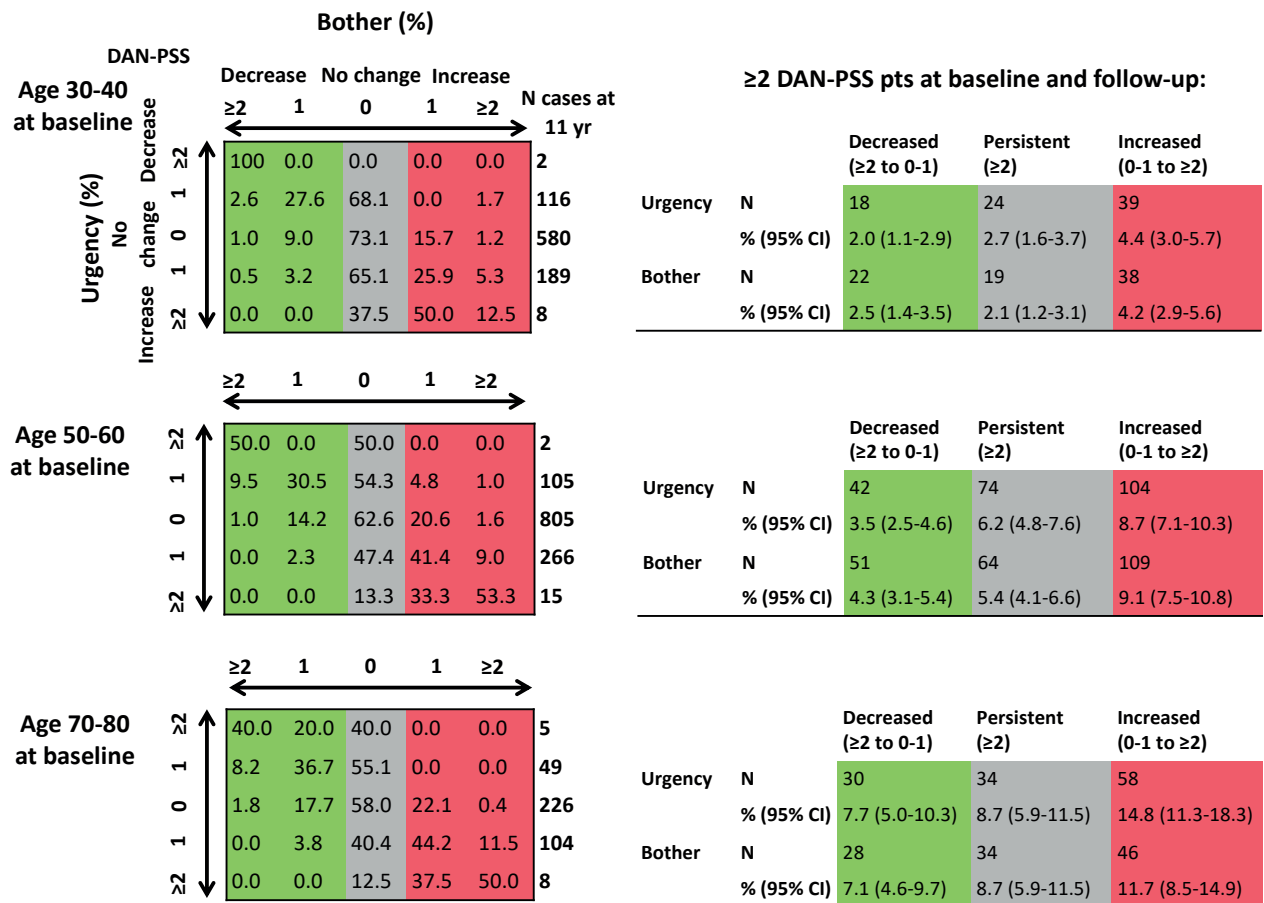 Bother (%)
DAN-PSS
Decrease No change Increase
Age 30-40
at baseline
≥2 1 0 1 ≥2
N cases at
11 yr
Urgency (%)
Decrease
No
change
Increase
≥2 100 0.0 0.0 0.0 0.0 2
1 2.6 27.6 68.1 0.0 1.7 116
0 1.0 9.0 73.1 15.7 1.2 580
1 0.5 3.2 65.1 25.9 5.3 189
≥2 0.0 0.0 37.5 50.0 12.5 8
≥2 DAN-PSS pts at baseline and follow-up:
Decreased Persistent Increased
(≥2 to 0-1) (≥2) (0-1 to ≥2)
Urgency N 18 24 39
% (95% CI) 2.0 (1.1-2.9) 2.7 (1.6-3.7) 4.4 (3.0-5.7)
Bother N 22 19 38
% (95% CI) 2.5 (1.4-3.5) 2.1 (1.2-3.1) 4.2 (2.9-5.6)
≥2 1 0 1 ≥2
Age 50-60
at baseline
≥2 50.0 0.0 50.0 0.0 0.0 2
1 9.5 30.5 54.3 4.8 1.0 105
0 1.0 14.2 62.6 20.6 1.6 805
1 0.0 2.3 47.4 41.4 9.0 266
≥2 0.0 0.0 13.3 33.3 53.3 15
Decreased Persistent Increased
(≥2 to 0-1) (≥2) (0-1 to ≥2)
Urgency N 42 74 104
% (95% CI) 3.5 (2.5-4.6) 6.2 (4.8-7.6) 8.7 (7.1-10.3)
Bother N 51 64 109
% (95% CI) 4.3 (3.1-5.4) 5.4 (4.1-6.6) 9.1 (7.5-10.8)
≥2 1 0 1 ≥2
Age 70-80
at baseline
≥2 40.0 20.0 40.0 0.0 0.0 5
1 8.2 36.7 55.1 0.0 0.0 49
0 1.8 17.7 58.0 22.1 0.4 226
1 0.0 3.8 40.4 44.2 11.5 104
≥2 0.0 0.0 12.5 37.5 50.0 8
Decreased Persistent Increased
(≥2 to 0-1) (≥2) (0-1 to ≥2)
Urgency N 30 34 58
% (95% CI) 7.7 (5.0-10.3) 8.7 (5.9-11.5) 14.8 (11.3-18.3)
Bother N 28 34 46
% (95% CI) 7.1 (4.6-9.7) 8.7 (5.9-11.5) 11.7 (8.5-14.9)